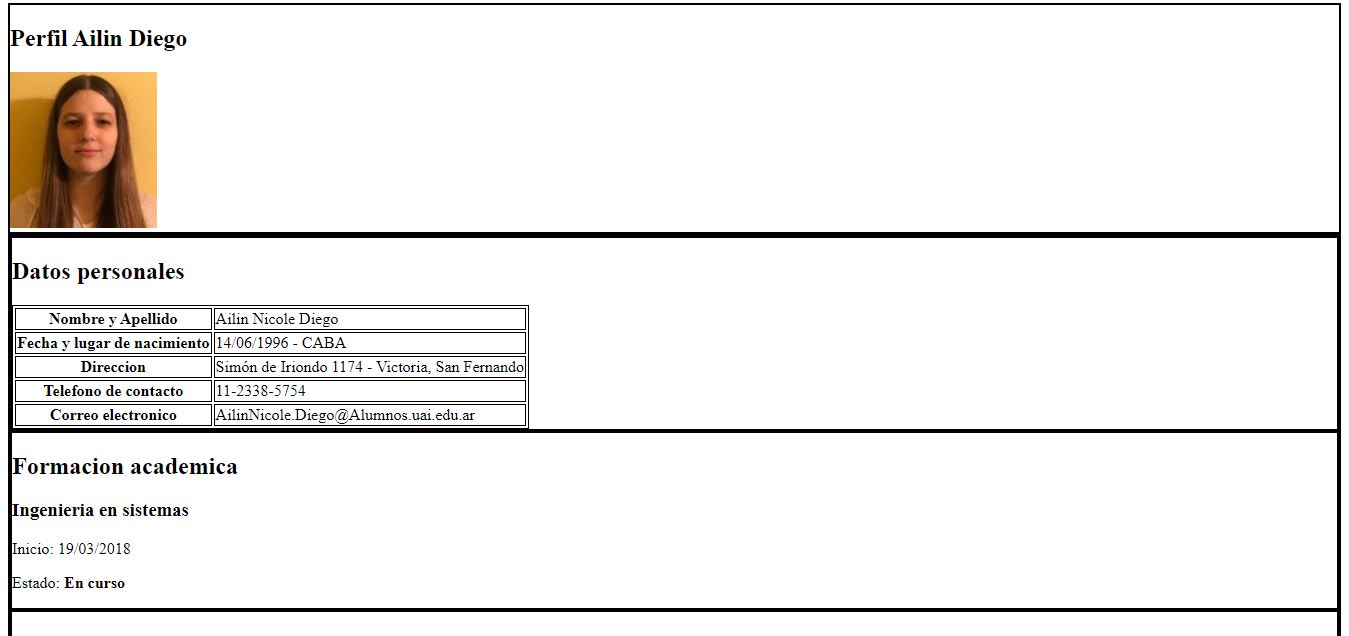 Perfil Ailin Diego
Datos personales
Nombre y Apellido Ailin Nicole Diego
Fecha y lugar de nacimiento 14/06/1996 - CABA
Direccion Simón de Iriondo 1174 - Victoria, San Fernando
Telefono de contacto 11-2338-5754
Correo electronico AilinNicole.Diego@Alumnos.uai.edu.ar
Formacion academica
Ingenieria en sistemas
Inicio: 19/03/2018
Estado: En curso